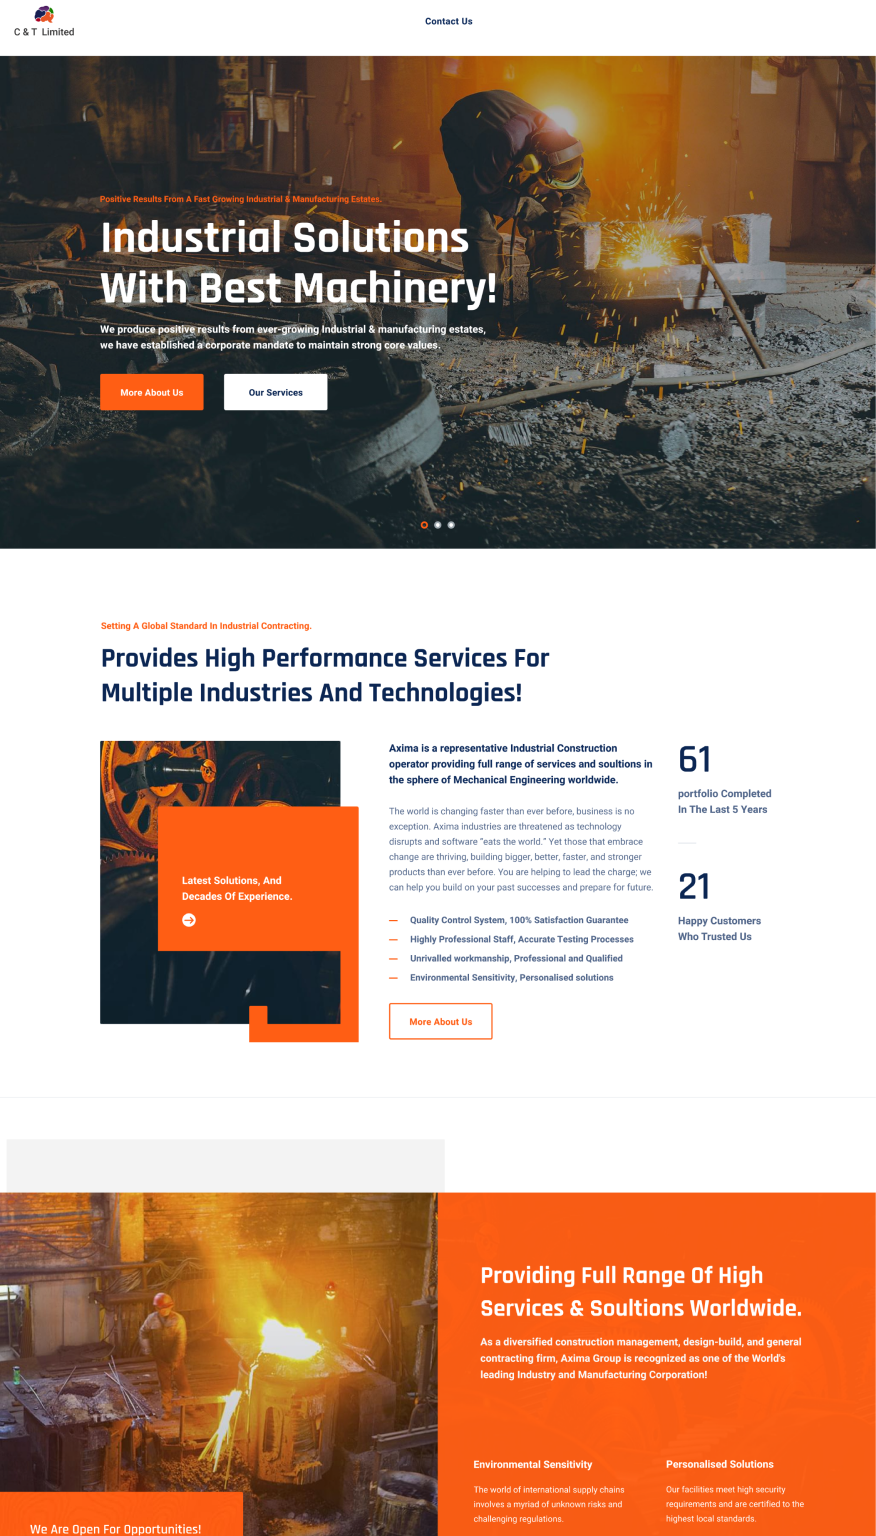 C & T Limited
Contact Us
Positive Results From A Fast Growing Industrial & Manufacturing Estates.
Industrial Solutions
With Best Machinery!
We produce positive results from ever-growing Industrial & manufacturing estates,
we have established a corporate mandate to maintain strong core values.
More About Us
Our Services
Setting A Global Standard In Industrial Contracting.
Provides High Performance Services For
Multiple Industries And Technologies!
Latest Solutions, And
Decades Of Experience.
Axima is a representative Industrial Construction
operator providing full range of services and soultions in
the sphere of Mechanical Engineering worldwide.
The world is changing faster than ever before, business is no
exception. Axima industries are threatened as technology
disrupts and software “eats the world.” Yet those that embrace
change are thriving, building bigger, better, faster, and stronger
products than ever before. You are helping to lead the charge; we
can help you build on your past successes and prepare for future.
Quality Control System, 100% Satisfaction Guarantee
Highly Professional Staff, Accurate Testing Processes
Unrivalled workmanship, Professional and Qualified
Environmental Sensitivity, Personalised solutions
More About Us
61
portfolio Completed
In The Last 5 Years
21
Happy Customers
Who Trusted Us
Providing Full Range Of High
Services & Soultions Worldwide.
As a diversified construction management, design-build, and general
contracting firm, Axima Group is recognized as one of the World's
leading Industry and Manufacturing Corporation!
Environmental Sensitivity
The world of international supply chains
involves a myriad of unknown risks and
challenging regulations.
Personalised Solutions
Our facilities meet high security
requirements and are certified to the
highest local standards.
We Are Open For Opportunities!